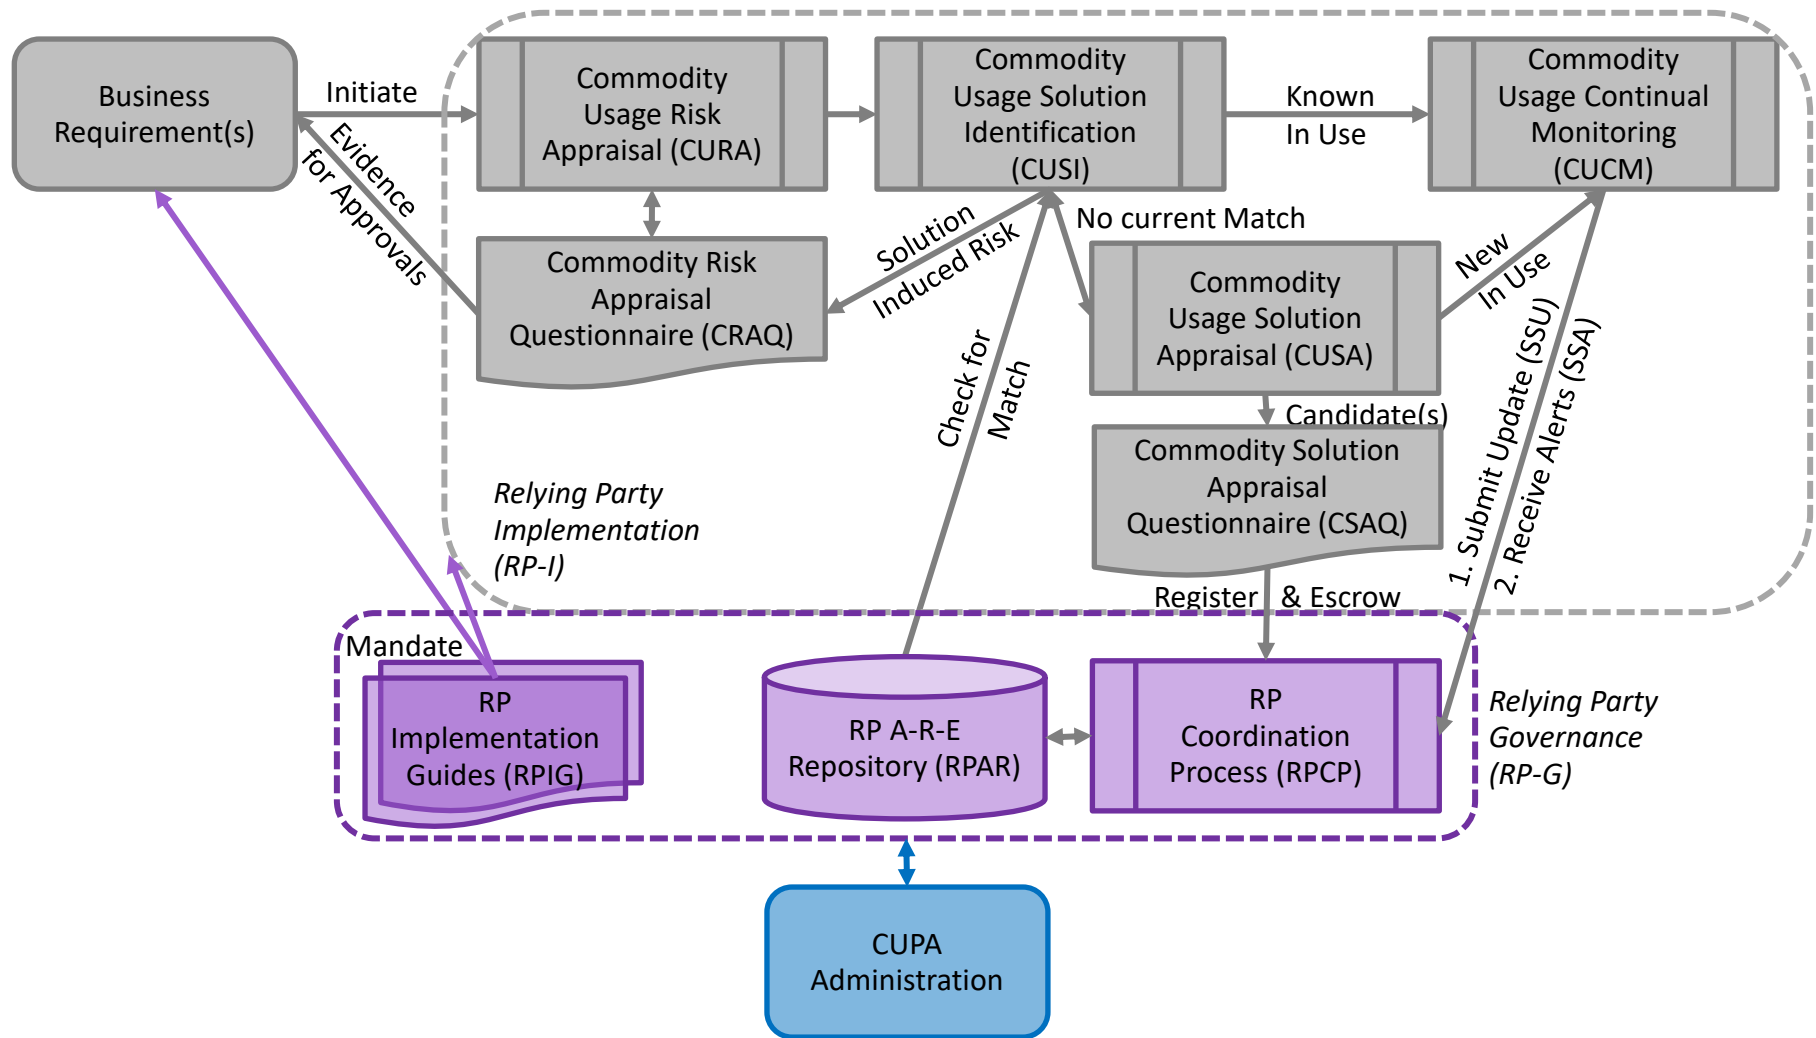 Business
Requirement(s)
Initiate
Evidence
for Approvals
Commodity
Usage Risk
Appraisal (CURA)
Commodity
Usage Solution
Identification
(CUSI)
Known
In Use
Commodity
Usage Continual
Monitoring
(CUCM)
Commodity Risk
Appraisal
Questionnaire (CRAQ)
Solution
Induced Risk
No current Match
Commodity
Usage Solution
Appraisal (CUSA)
New
In Use
Check for
Match
Candidate(s)
Commodity Solution
Appraisal
Questionnaire (CSAQ)
1. Submit Update (SSU)
2. Receive Alerts (SSA)
Relying Party
Implementation
(RP-I)
Register & Escrow
Mandate
RP
Implementation
Guides (RPIG)
RP A-R-E
Repository (RPAR)
RP
Coordination
Process (RPCP)
Relying Party
Governance
(RP-G)
CUPA
Administration